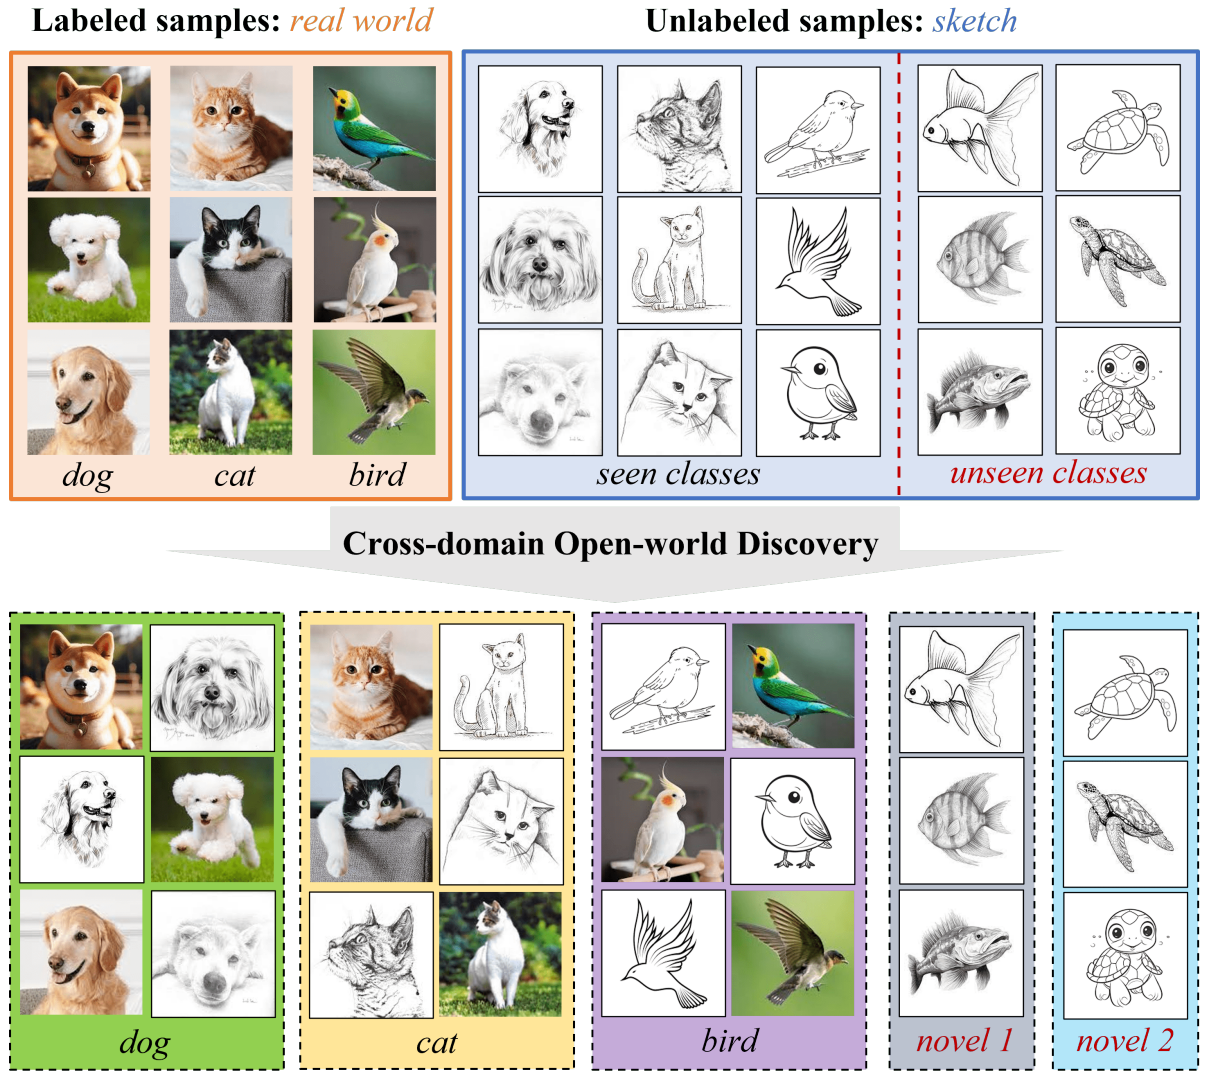 Labeled samples: real world
Unlabeled samples: sketch
dog
cat
bird
seen classes
unseen classes
Cross-domain Open-world Discovery
dog
cat
bird
novel 1
novel 2